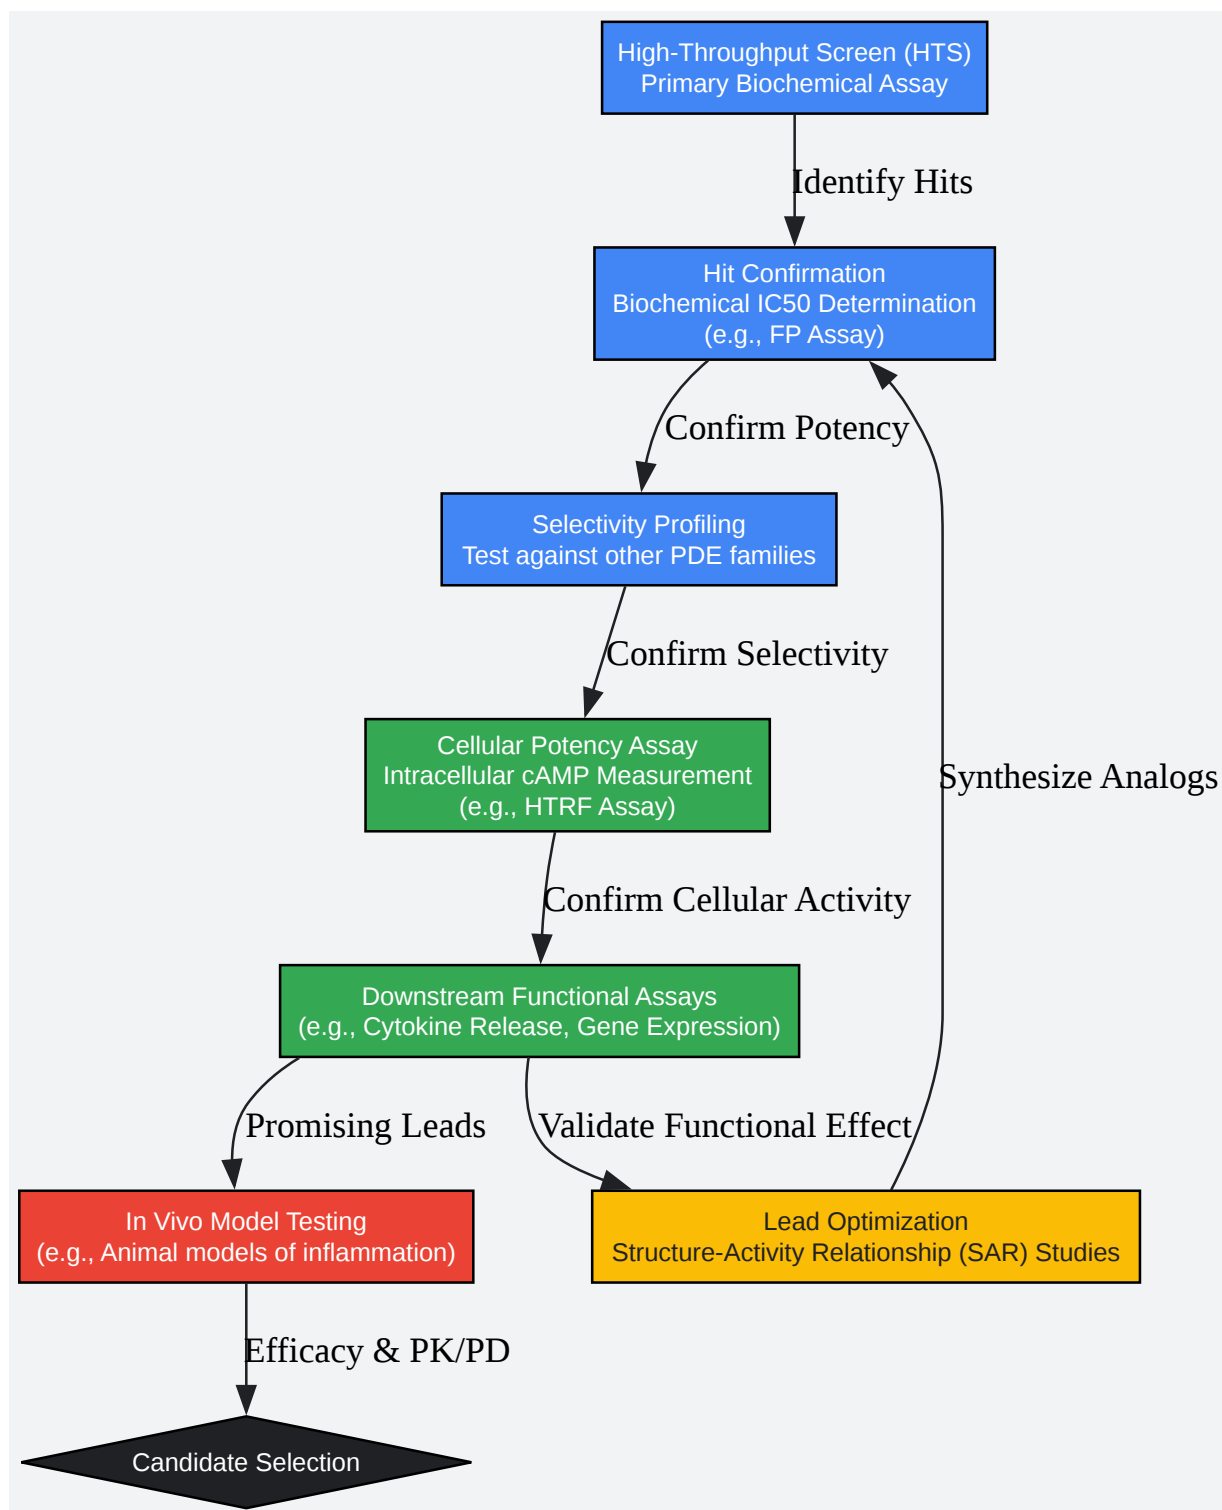 High-Throughput Screen (HTS)
Primary Biochemical Assay
Identify Hits
Hit Confirmation
Biochemical IC50 Determination
(e.g., FP Assay)
Confirm Potency
Selectivity Profiling
Test against other PDE families
Confirm Selectivity
Cellular Potency Assay
Intracellular cAMP Measurement
(e.g., HTRF Assay)
Synthesize Analogs
Confirm Cellular Activity
Downstream Functional Assays
(e.g., Cytokine Release, Gene Expression)
Promising Leads
Validate Functional Effect
In Vivo Model Testing
(e.g., Animal models of inflammation)
Lead Optimization
Structure-Activity Relationship (SAR) Studies
Efficacy & PK/PD
Candidate Selection